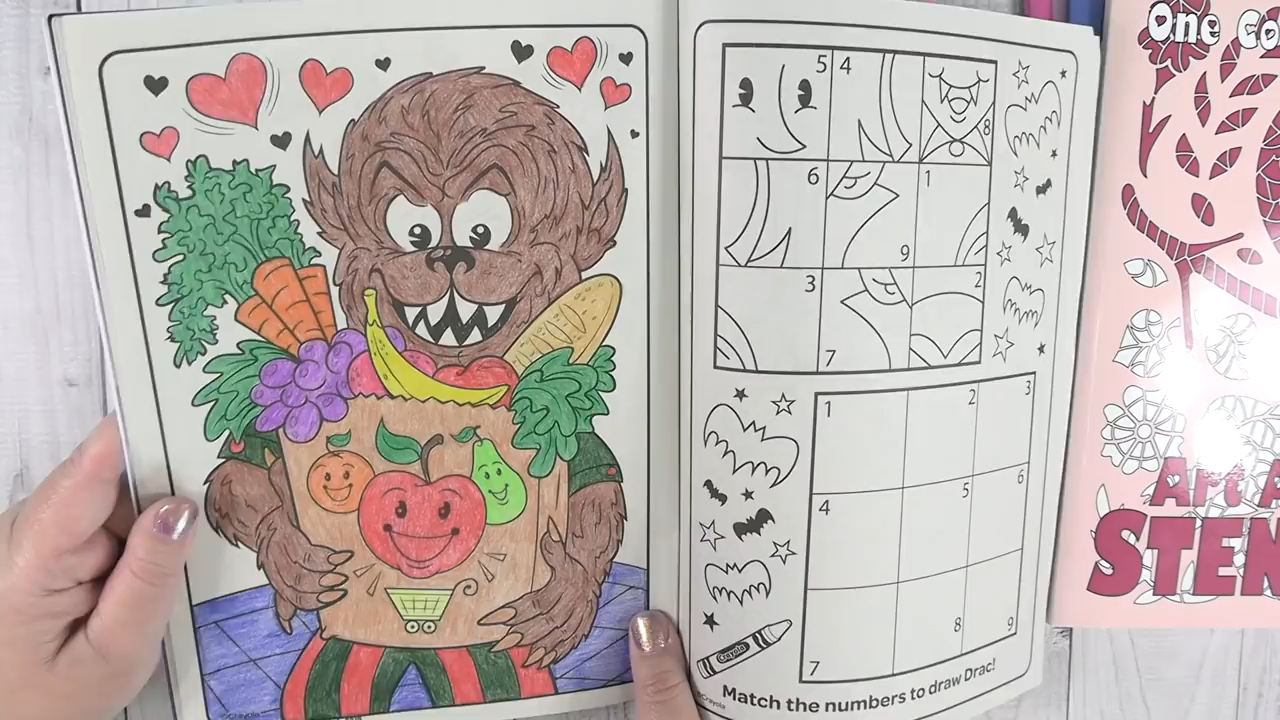 5 4
8
6 1
9
3 2
7
1 2 3
4 5 6
7 8 9
Crayola
Match the numbers to draw Drac!
©Crayola
©Crayola
One Co
Art A
STEN